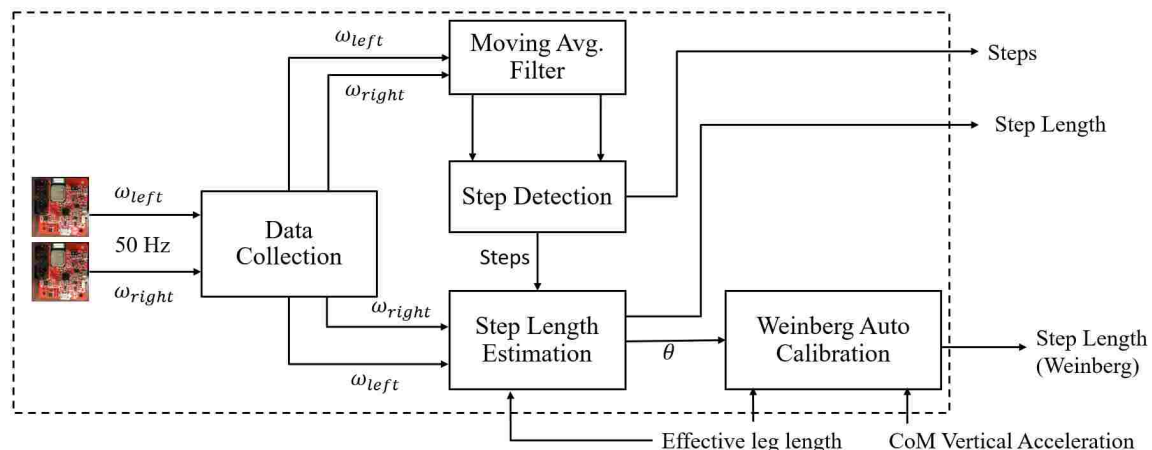 ω_left
Moving Avg.
Filter
ω_right
Steps
Step Length
ω_left
50 Hz
ω_right
Data
Collection
Step Detection
Steps
ω_right
ω_left
Step Length
Estimation
θ
Weinberg Auto
Calibration
Step Length
(Weinberg)
Effective leg length
CoM Vertical Acceleration